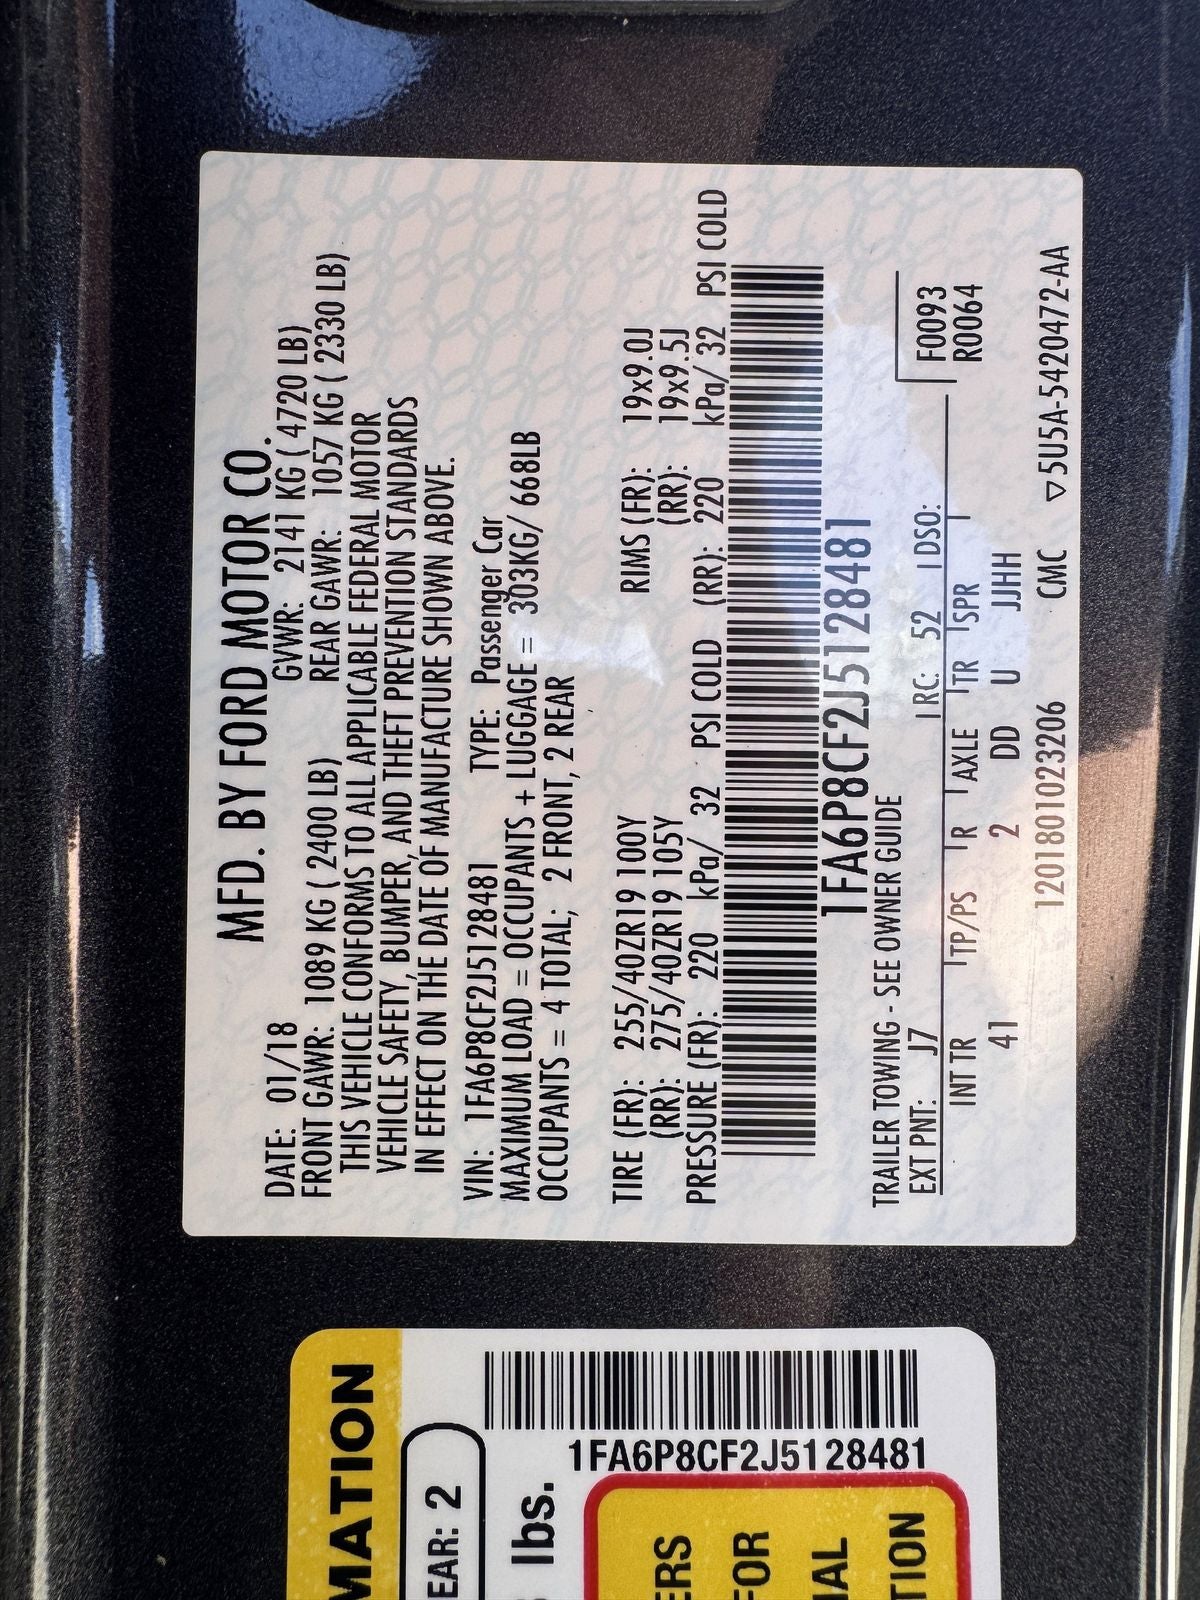 MFD. BY FORD MOTOR CO.
DATE: 01/18 GVWR: 2141 KG ( 4720 LB)
FRONT GAWR: 1089 KG ( 2400 LB) REAR GAWR: 1057 KG ( 2330 LB)
THIS VEHICLE CONFORMS TO ALL APPLICABLE FEDERAL MOTOR
VEHICLE SAFETY, BUMPER, AND THEFT PREVENTION STANDARDS
IN EFFECT ON THE DATE OF MANUFACTURE SHOWN ABOVE.
VIN: 1FA6P8CF2J5128481 TYPE: Passenger Car
MAXIMUM LOAD = OCCUPANTS + LUGGAGE = 303KG/ 668LB
OCCUPANTS = 4 TOTAL; 2 FRONT, 2 REAR
TIRE (FR): 255/40ZR19 100Y RIMS (FR): 19x9.0J
(RR): 275/40ZR19 105Y (RR): 19x9.5J
PRESSURE (FR): 220 kPa/ 32 PSI COLD (RR): 220 kPa/ 32 PSI COLD
1FA6P8CF2J5128481
TRAILER TOWING - SEE OWNER GUIDE
EXT PNT: J7 RC: 52 DSO: F0093
INT TR TP/PS R AXLE TR SPR R0064
41 2 DD U JJHH
1201801023206 CMC ▽5U5A-5420472-AA
MATION
EAR: 2
lbs.
1FA6P8CF2J5128481
ERS
FOR
IAL
TION